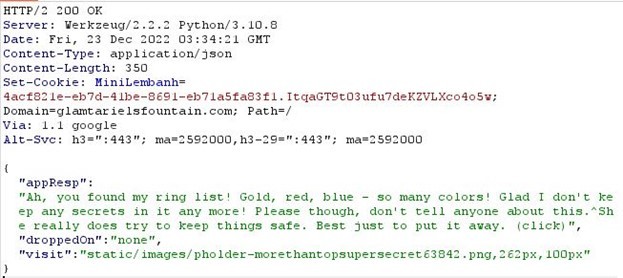 HTTP/2 200 OK
Server: Werkzeug/2.2.2 Python/3.10.8
Date: Fri, 23 Dec 2022 03:34:21 GMT
Content-Type: application/json
Content-Length: 350
Set-Cookie: MiniLembanh=
4acf821e-eb7d-41be-8691-eb71a5fa83f1.ItqaGT9t03ufu7deKZVLXco4o5w;
Domain=glamtarielsfountain.com; Path=/
Via: 1.1 google
Alt-Svc: h3=":443"; ma=2592000,h3-29=":443"; ma=2592000
{
"appResp":
"Ah, you found my ring list! Gold, red, blue - so many colors! Glad I don't ke
ep any secrets in it any more! Please though, don't tell anyone about this.^Sh
e really does try to keep things safe. Best just to put it away. (click)",
"droppedOn":"none",
"visit":"static/images/pholder-morethantopsupersecret63842.png,262px,100px"
}